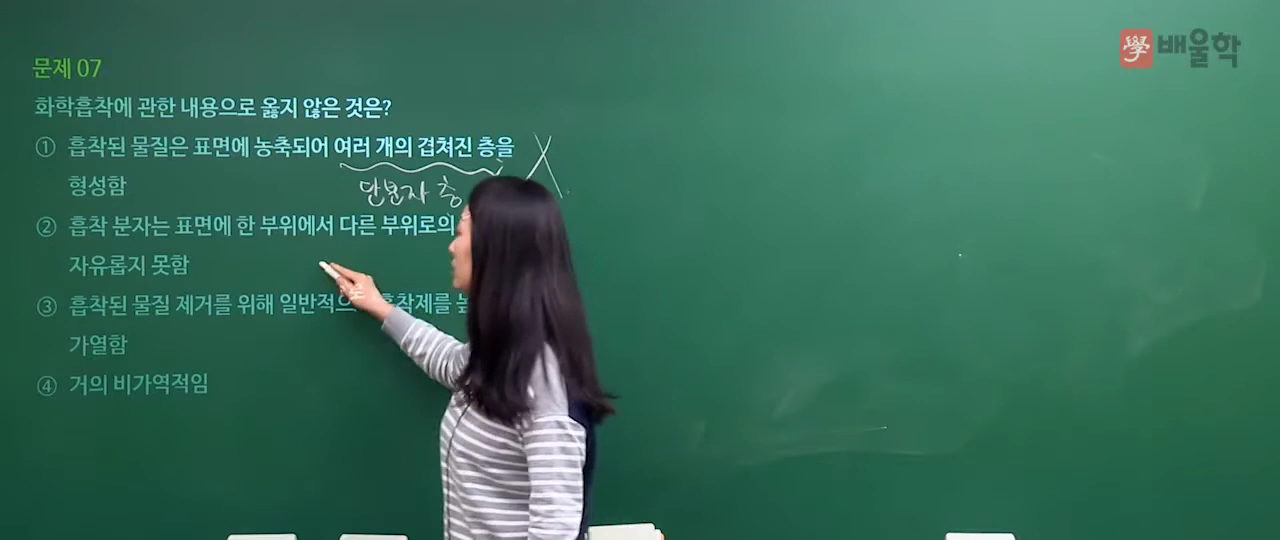 學 배울학
문제 07
화학흡착에 관한 내용으로 옳지 않은 것은?
① 흡착된 물질은 표면에 농축되어 여러 개의 겹쳐진 층을
단분자 층
형성함
② 흡착 분자는 표면에 한 부위에서 다른 부위로의
자유롭지 못함
③ 흡착된 물질 제거를 위해 일반적으 흡착제를
가열함
④ 거의 비가역적임